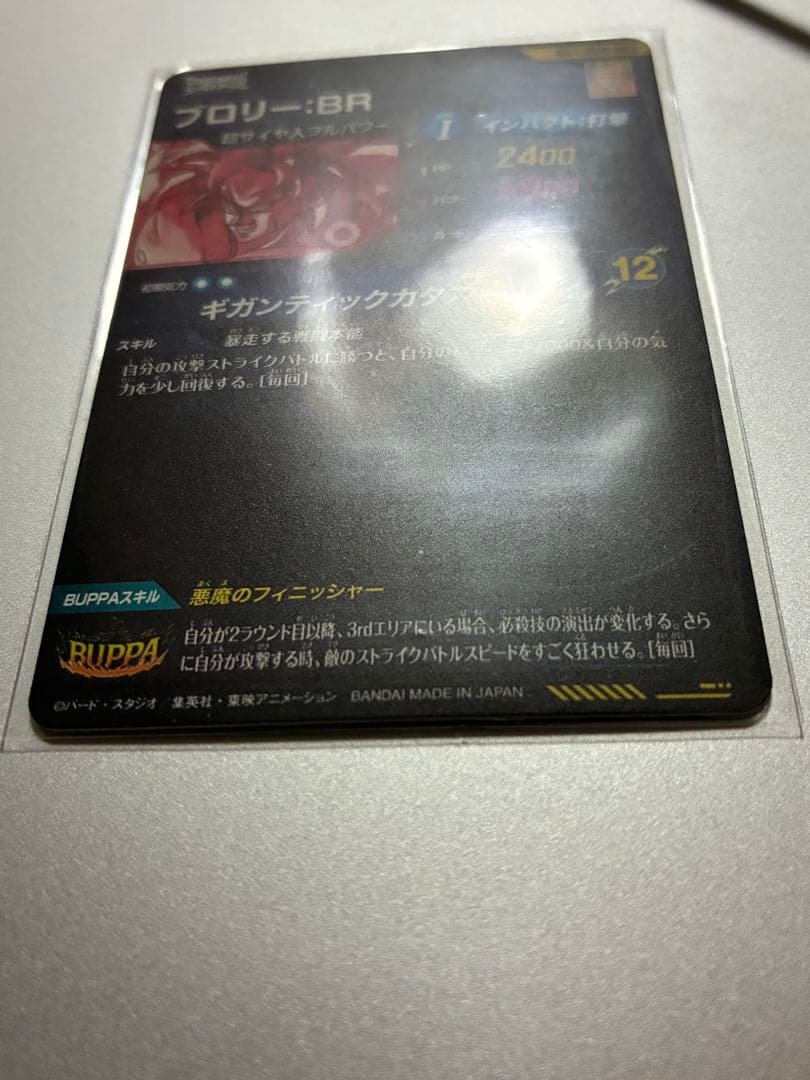 ブロリー:BR
超サイヤ人フルパワー
I インパクト:打撃
2400
初期気力
12
ギガンティックカタ
スキル 暴走する戦闘本能
自分の攻撃ストライクバトルに勝つと、自分の 000&自分の気
力を少し回復する。[毎回]
BUPPAスキル 悪魔のフィニッシャー
BUPPA
自分が2ラウンド目以降、3rdエリアにいる場合、必殺技の演出が変化する。さら
に自分が攻撃する時、敵のストライクバトルスピードをすごく狂わせる。[毎回]
©バード・スタジオ 集英社・東映アニメーション BANDAI MADE IN JAPAN